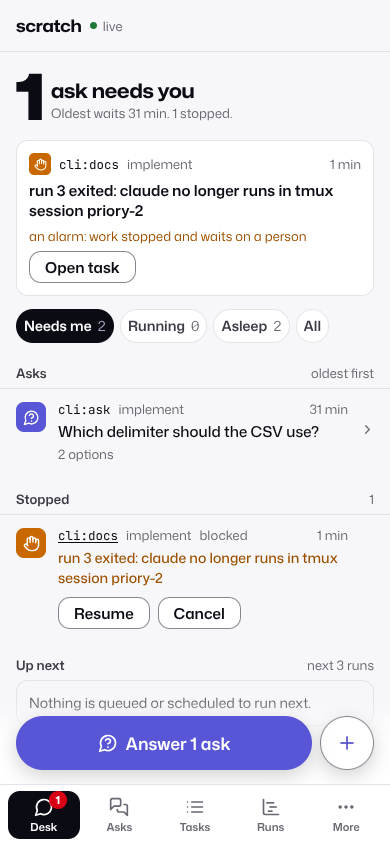 scratch live
1 ask needs you
Oldest waits 31 min. 1 stopped.
cli:docs implement 1 min
run 3 exited: claude no longer runs in tmux
session priory-2
an alarm: work stopped and waits on a person
Open task
Needs me 2 Running 0 Asleep 2 All
Asks oldest first
cli:ask implement 31 min
Which delimiter should the CSV use?
2 options
Stopped 1
cli:docs implement blocked 1 min
run 3 exited: claude no longer runs in tmux
session priory-2
Resume Cancel
Up next next 3 runs
Nothing is queued or scheduled to run next.
Answer 1 ask
1
Desk Asks Tasks Runs More